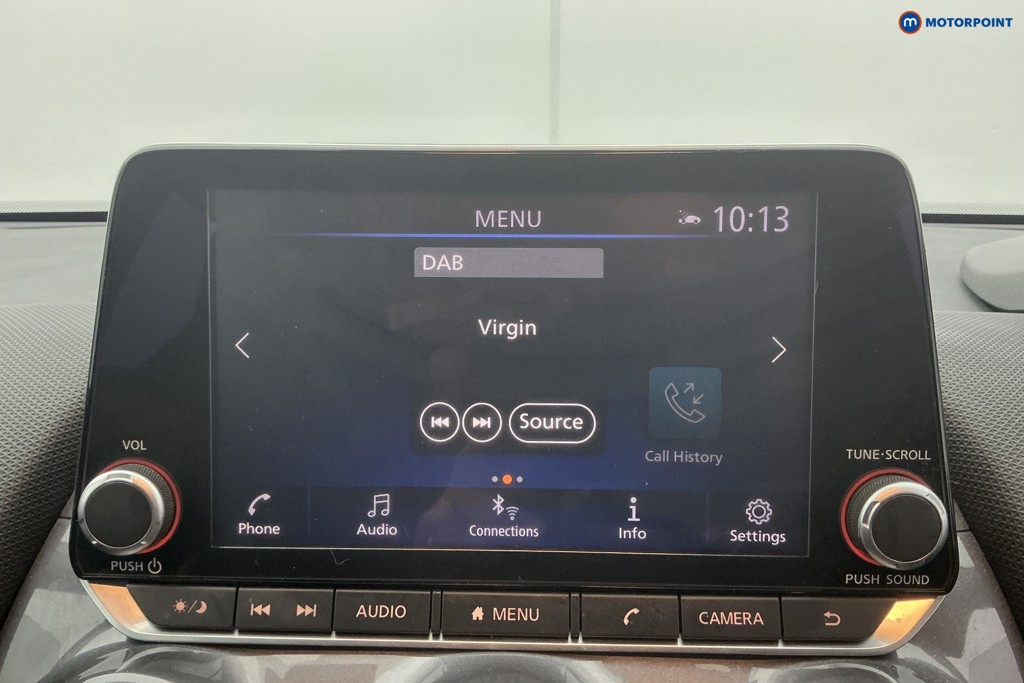 m MOTORPOINT
MENU 10:13
DAB
Virgin
Source
Call History
VOL
TUNE·SCROLL
Phone Audio Connections Info Settings
PUSH
PUSH SOUND
AUDIO MENU CAMERA